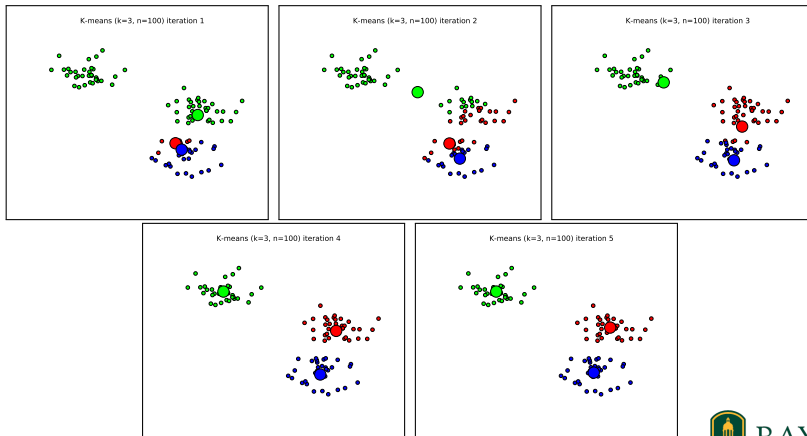 K-means (k=3, n=100) iteration 1
K-means (k=3, n=100) iteration 2
K-means (k=3, n=100) iteration 3
K-means (k=3, n=100) iteration 4
K-means (k=3, n=100) iteration 5